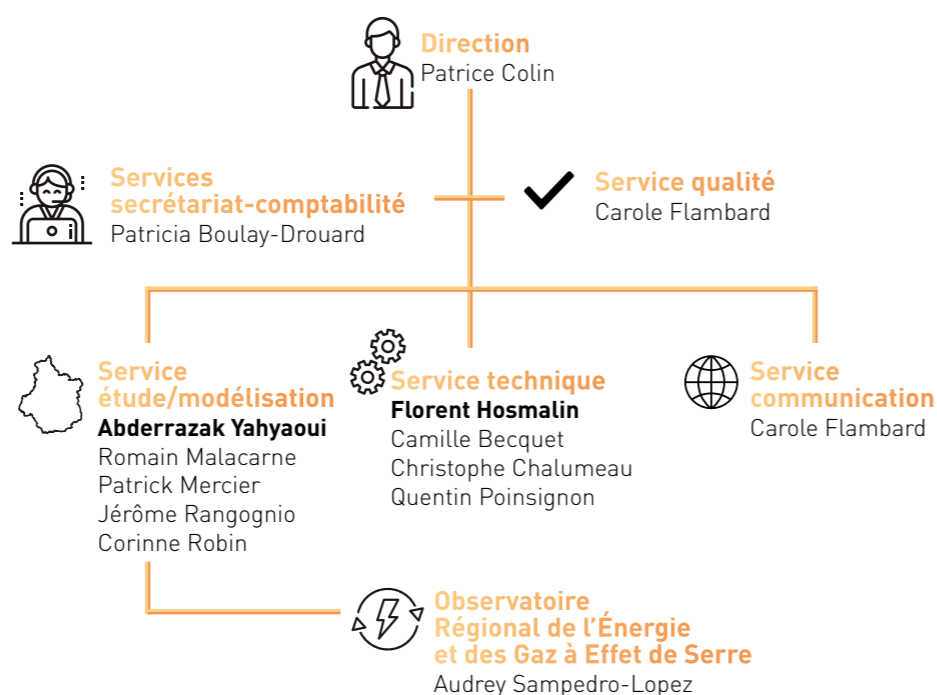 Direction
Patrice Colin
Services
secrétariat-comptabilité
Patricia Boulay-Drouard
Service qualité
Carole Flambard
Service
étude/modélisation
Abderrazak Yahyaoui
Romain Malacarne
Patrick Mercier
Jérôme Rangognio
Corinne Robin
Service technique
Florent Hosmalin
Camille Becquet
Christophe Chalumeau
Quentin Poinsignon
Service
communication
Carole Flambard
Observatoire
Régional de l’Énergie
et des Gaz à Effet de Serre
Audrey Sampedro-Lopez